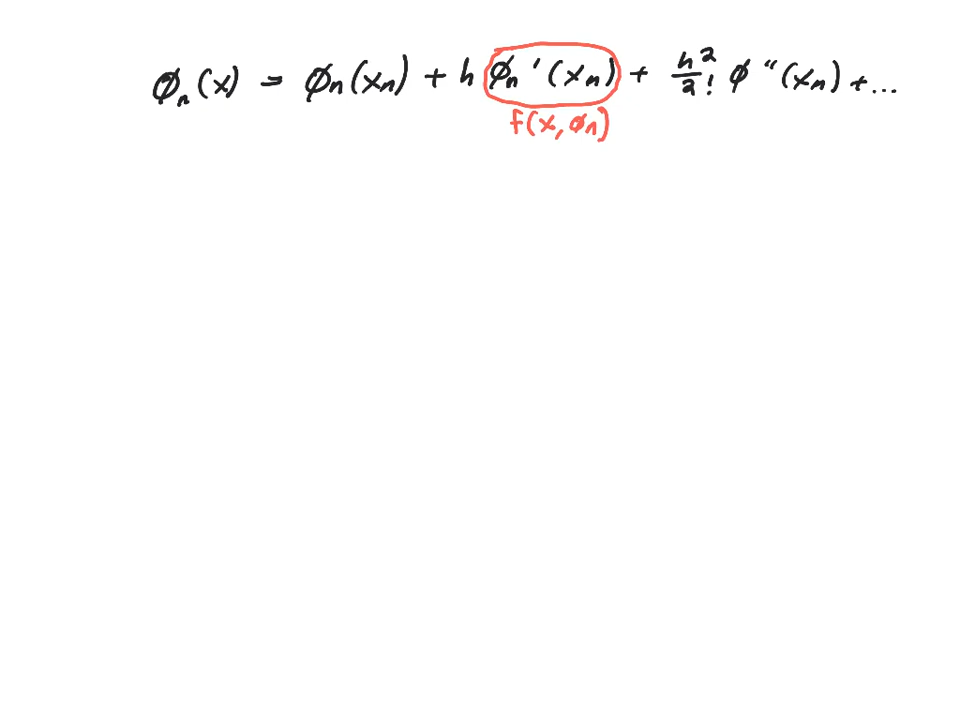 ϕₙ(x) = ϕₙ(xₙ) + h ϕₙ'(xₙ) + h²/2! ϕ"(xₙ) + ...
f(x, ϕₙ)